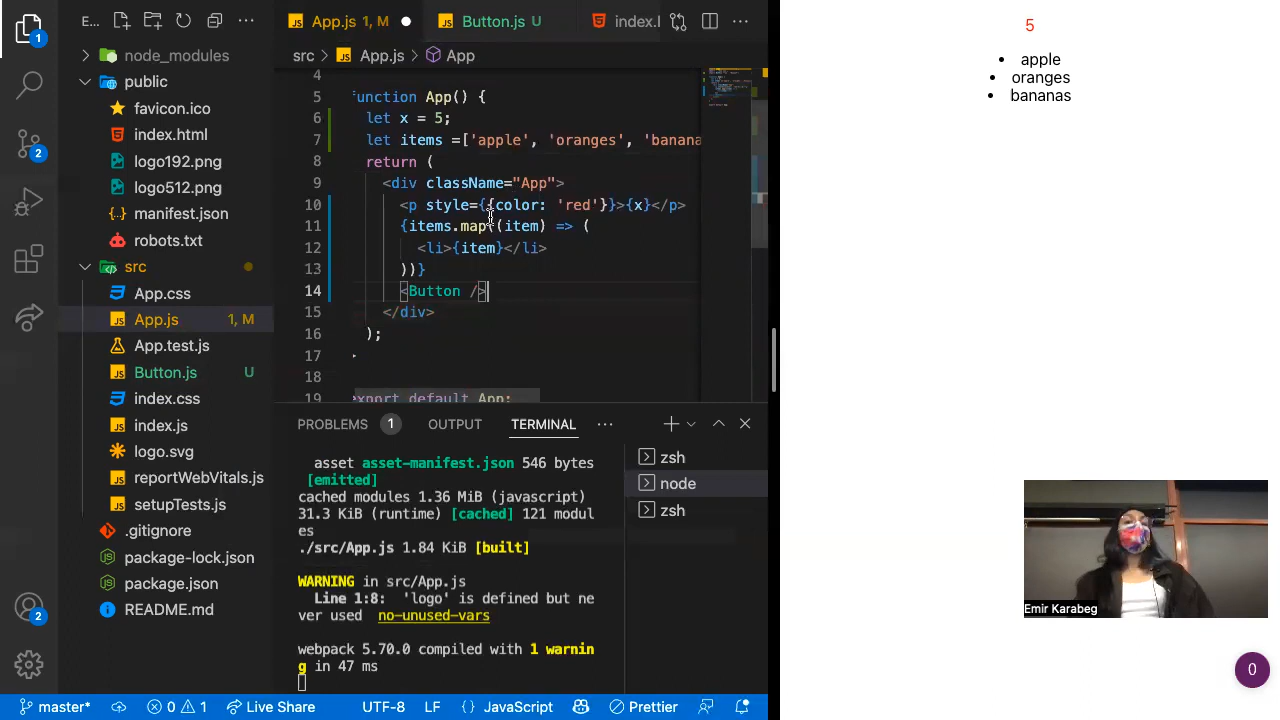 E...
App.js 1, M
Button.js U
index.l
node_modules
public
favicon.ico
index.html
logo192.png
logo512.png
manifest.json
robots.txt
src
App.css
App.js 1, M
App.test.js
Button.js U
index.css
index.js
logo.svg
reportWebVitals.js
setupTests.js
.gitignore
package-lock.json
package.json
README.md
1
2
2
src > App.js > App
4
5 function App() {
6 let x = 5;
7 let items =['apple', 'oranges', 'banana
8 return (
9 <div className="App">
10 <p style={{color: 'red'}}>{x}</p>
11 {items.map((item) => (
12 <li>{item}</li>
13 ))}
14 <Button />
15 </div>
16 );
17
18
19 export default App;
PROBLEMS 1 OUTPUT TERMINAL ...
asset asset-manifest.json 546 bytes
[emitted]
cached modules 1.36 MiB (javascript)
31.3 KiB (runtime) [cached] 121 modul
es
./src/App.js 1.84 KiB [built]
WARNING in src/App.js
Line 1:8: 'logo' is defined but ne
ver used no-unused-vars
webpack 5.70.0 compiled with 1 warnin
g in 47 ms
zsh
node
zsh
master* 0 1 Live Share UTF-8 LF JavaScript Prettier
5
• apple
• oranges
• bananas
Emir Karabeg
0